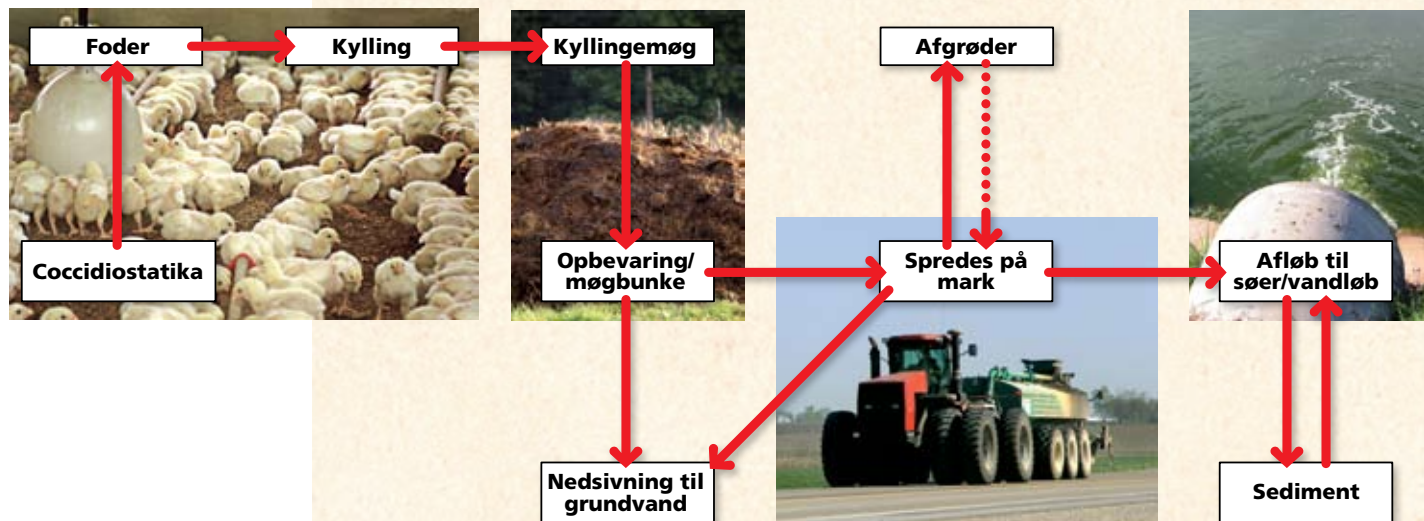 Foder
Kylling
Kyllingemøg
Afgrøder
Coccidiostatika
Opbevaring/
møgbunke
Spredes på
mark
Afløb til
søer/vandløb
Nedsivning til
grundvand
Sediment